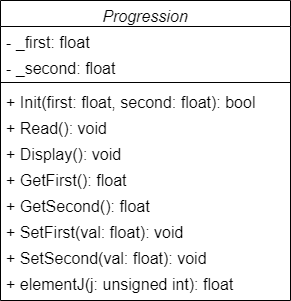 Progression
- _first: float
- _second: float
+ Init(first: float, second: float): bool
+ Read(): void
+ Display(): void
+ GetFirst(): float
+ GetSecond(): float
+ SetFirst(val: float): void
+ SetSecond(val: float): void
+ elementJ(j: unsigned int): float